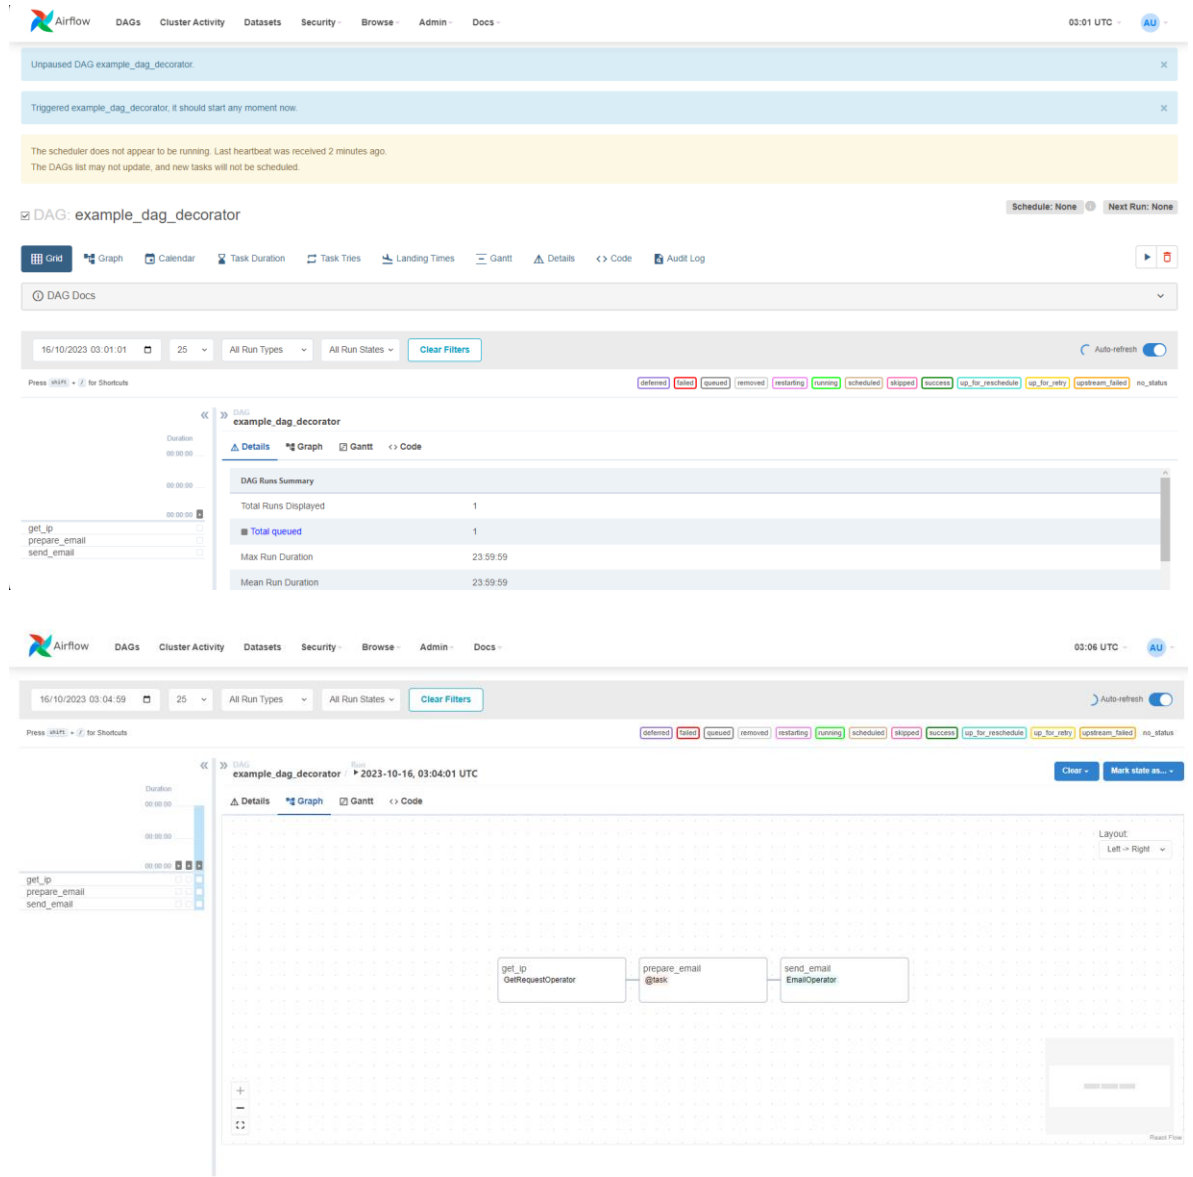 Airflow DAGs Cluster Activity Datasets Security Browse Admin Docs 03:01 UTC AU
Unpaused DAG example_dag_decorator.
Triggered example_dag_decorator, it should start any moment now.
The scheduler does not appear to be running. Last heartbeat was received 2 minutes ago.
The DAGs list may not update, and new tasks will not be scheduled.
DAG: example_dag_decorator Schedule: None Next Run: None
Grid Graph Calendar Task Duration Task Tries Landing Times Gantt Details Code Audit Log
DAG Docs
16/10/2023 03:01:01 25 All Run Types All Run States Clear Filters Auto-refresh
Press shift + / for Shortcuts deferred failed queued removed restarting running scheduled skipped success up_for_reschedule up_for_retry upstream_failed no_status
DAG
example_dag_decorator
Duration
00:00:00
00:00:00
00:00:00
get_ip
prepare_email
send_email
Details Graph Gantt Code
DAG Runs Summary
Total Runs Displayed 1
Total queued 1
Max Run Duration 23:59:59
Mean Run Duration 23:59:59
Airflow DAGs Cluster Activity Datasets Security Browse Admin Docs 03:06 UTC AU
16/10/2023 03:04:59 25 All Run Types All Run States Clear Filters Auto-refresh
Press shift + / for Shortcuts deferred failed queued removed restarting running scheduled skipped success up_for_reschedule up_for_retry upstream_failed no_status
DAG Run
example_dag_decorator / 2023-10-16, 03:04:01 UTC Clear Mark state as...
Duration
00:00:00
00:00:00
00:00:00
get_ip
prepare_email
send_email
Details Graph Gantt Code
Layout:
Left -> Right
get_ip
GetRequestOperator
prepare_email
@task
send_email
EmailOperator
React Flow